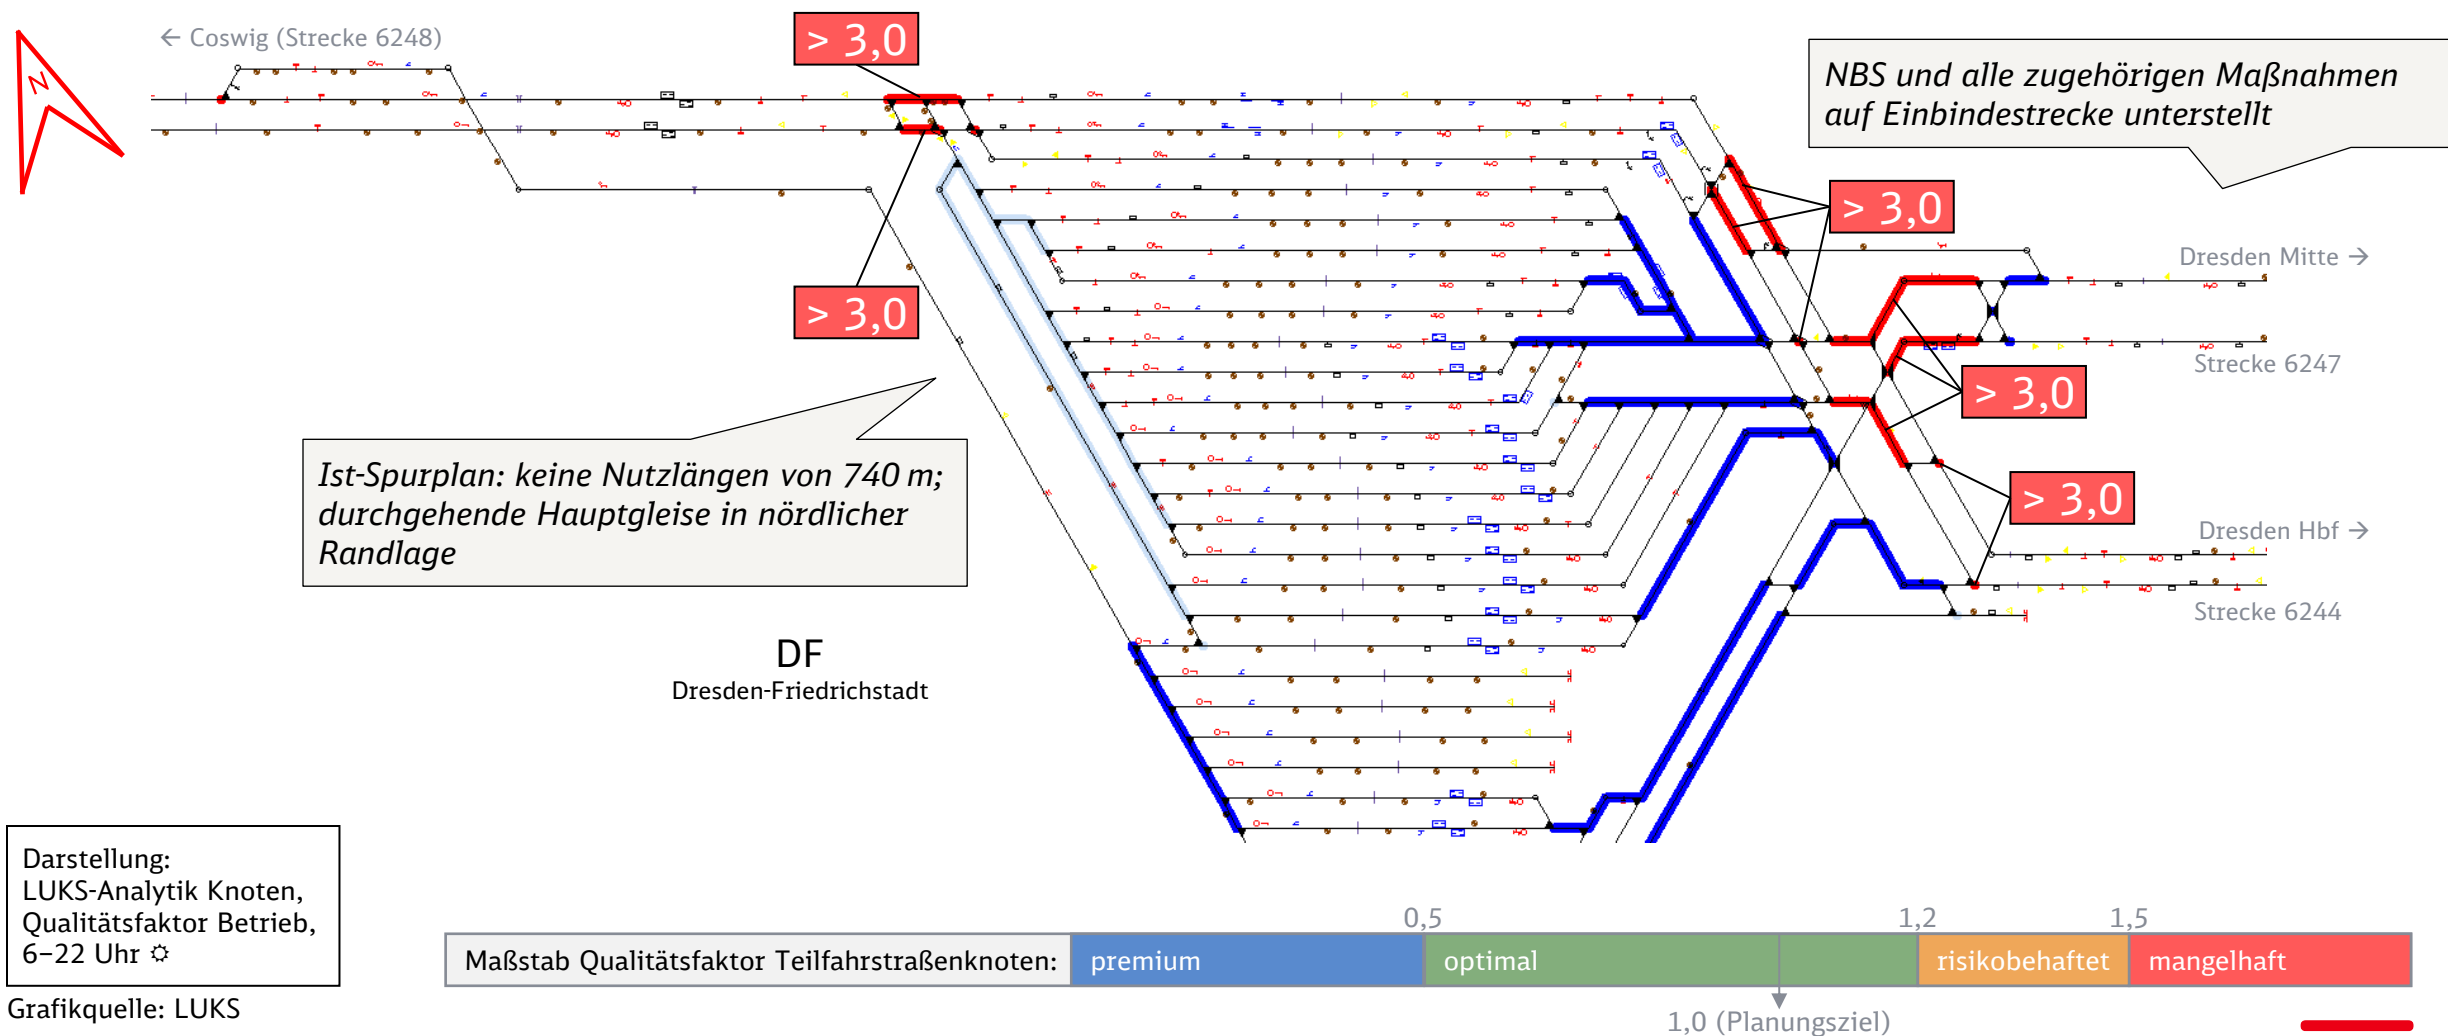 ← Coswig (Strecke 6248)
> 3,0
NBS und alle zugehörigen Maßnahmen
auf Einbindestrecke unterstellt
N
> 3,0
Dresden Mitte →
> 3,0
Strecke 6247
> 3,0
Ist-Spurplan: keine Nutzlängen von 740 m;
durchgehende Hauptgleise in nördlicher
Randlage
> 3,0
Dresden Hbf →
Strecke 6244
DF
Dresden-Friedrichstadt
Darstellung:
LUKS-Analytik Knoten,
Qualitätsfaktor Betrieb,
6–22 Uhr ☼
Grafikquelle: LUKS
0,5
1,2
1,5
Maßstab Qualitätsfaktor Teilfahrstraßenknoten:
premium
optimal
risikobehaftet
mangelhaft
1,0 (Planungsziel)